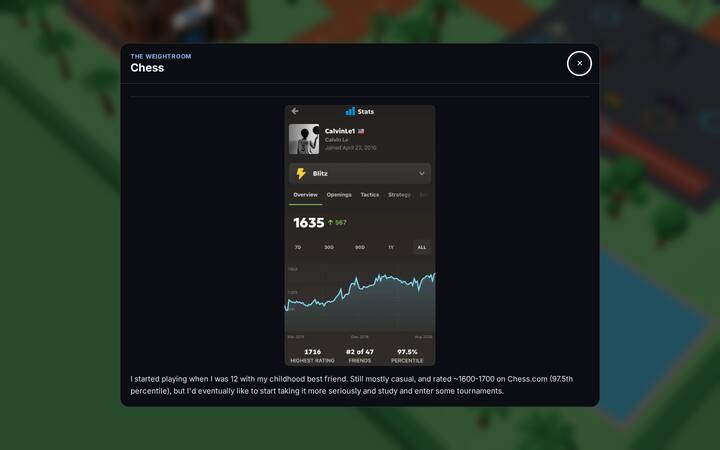 THE WEIGHTROOM
Chess
×
Stats
CalvinLe1
Calvin Le
Joined April 23, 2010
Blitz
Overview Openings Tactics Strategy
1635 ↑ 567
7D 30D 90D 1Y ALL
1716 #2 of 47 97.5%
HIGHEST RATING FRIENDS PERCENTILE
I started playing when I was 12 with my childhood best friend. Still mostly casual, and rated ~1600-1700 on Chess.com (97.5th
percentile), but I'd eventually like to start taking it more seriously and study and enter some tournaments.